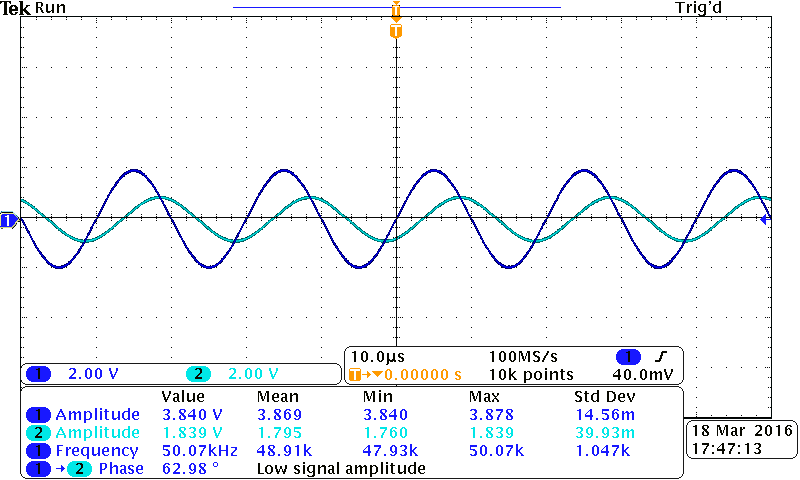 Tek Run Trig'd
T
T
1
1 2.00 V 2 2.00 V
10.0µs 100MS/s 1
T 0.00000 s 10k points 40.0mV
Value Mean Min Max Std Dev
1 Amplitude 3.840 V 3.869 3.840 3.878 14.56m
2 Amplitude 1.839 V 1.795 1.760 1.839 39.93m
1 Frequency 50.07kHz 48.91k 47.93k 50.07k 1.047k
1 → 2 Phase 62.98 ° Low signal amplitude
18 Mar 2016
17:47:13